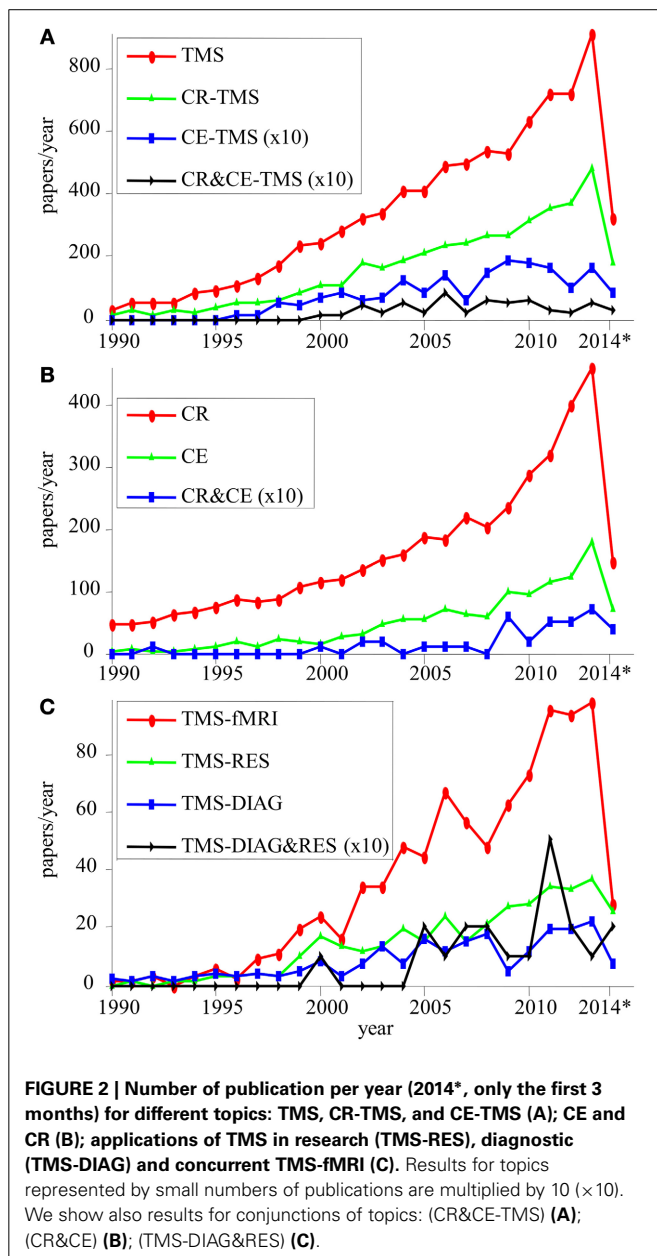 A
TMS
CR-TMS
CE-TMS (x10)
CR&CE-TMS (x10)
papers/year
800
600
400
200
0
1990
1995
2000
2005
2010
2014*
B
CR
CE
CR&CE (x10)
papers/year
400
300
200
100
0
1990
1995
2000
2005
2010
2014*
C
TMS-fMRI
TMS-RES
TMS-DIAG
TMS-DIAG&RES (x10)
papers/year
80
60
40
20
0
1990
1995
2000
2005
2010
2014*
year
FIGURE 2 | Number of publication per year (2014*, only the first 3
months) for different topics: TMS, CR-TMS, and CE-TMS (A); CE and
CR (B); applications of TMS in research (TMS-RES), diagnostic
(TMS-DIAG) and concurrent TMS-fMRI (C). Results for topics
represented by small numbers of publications are multiplied by 10 (×10).
We show also results for conjunctions of topics: (CR&CE-TMS) (A);
(CR&CE) (B); (TMS-DIAG&RES) (C).